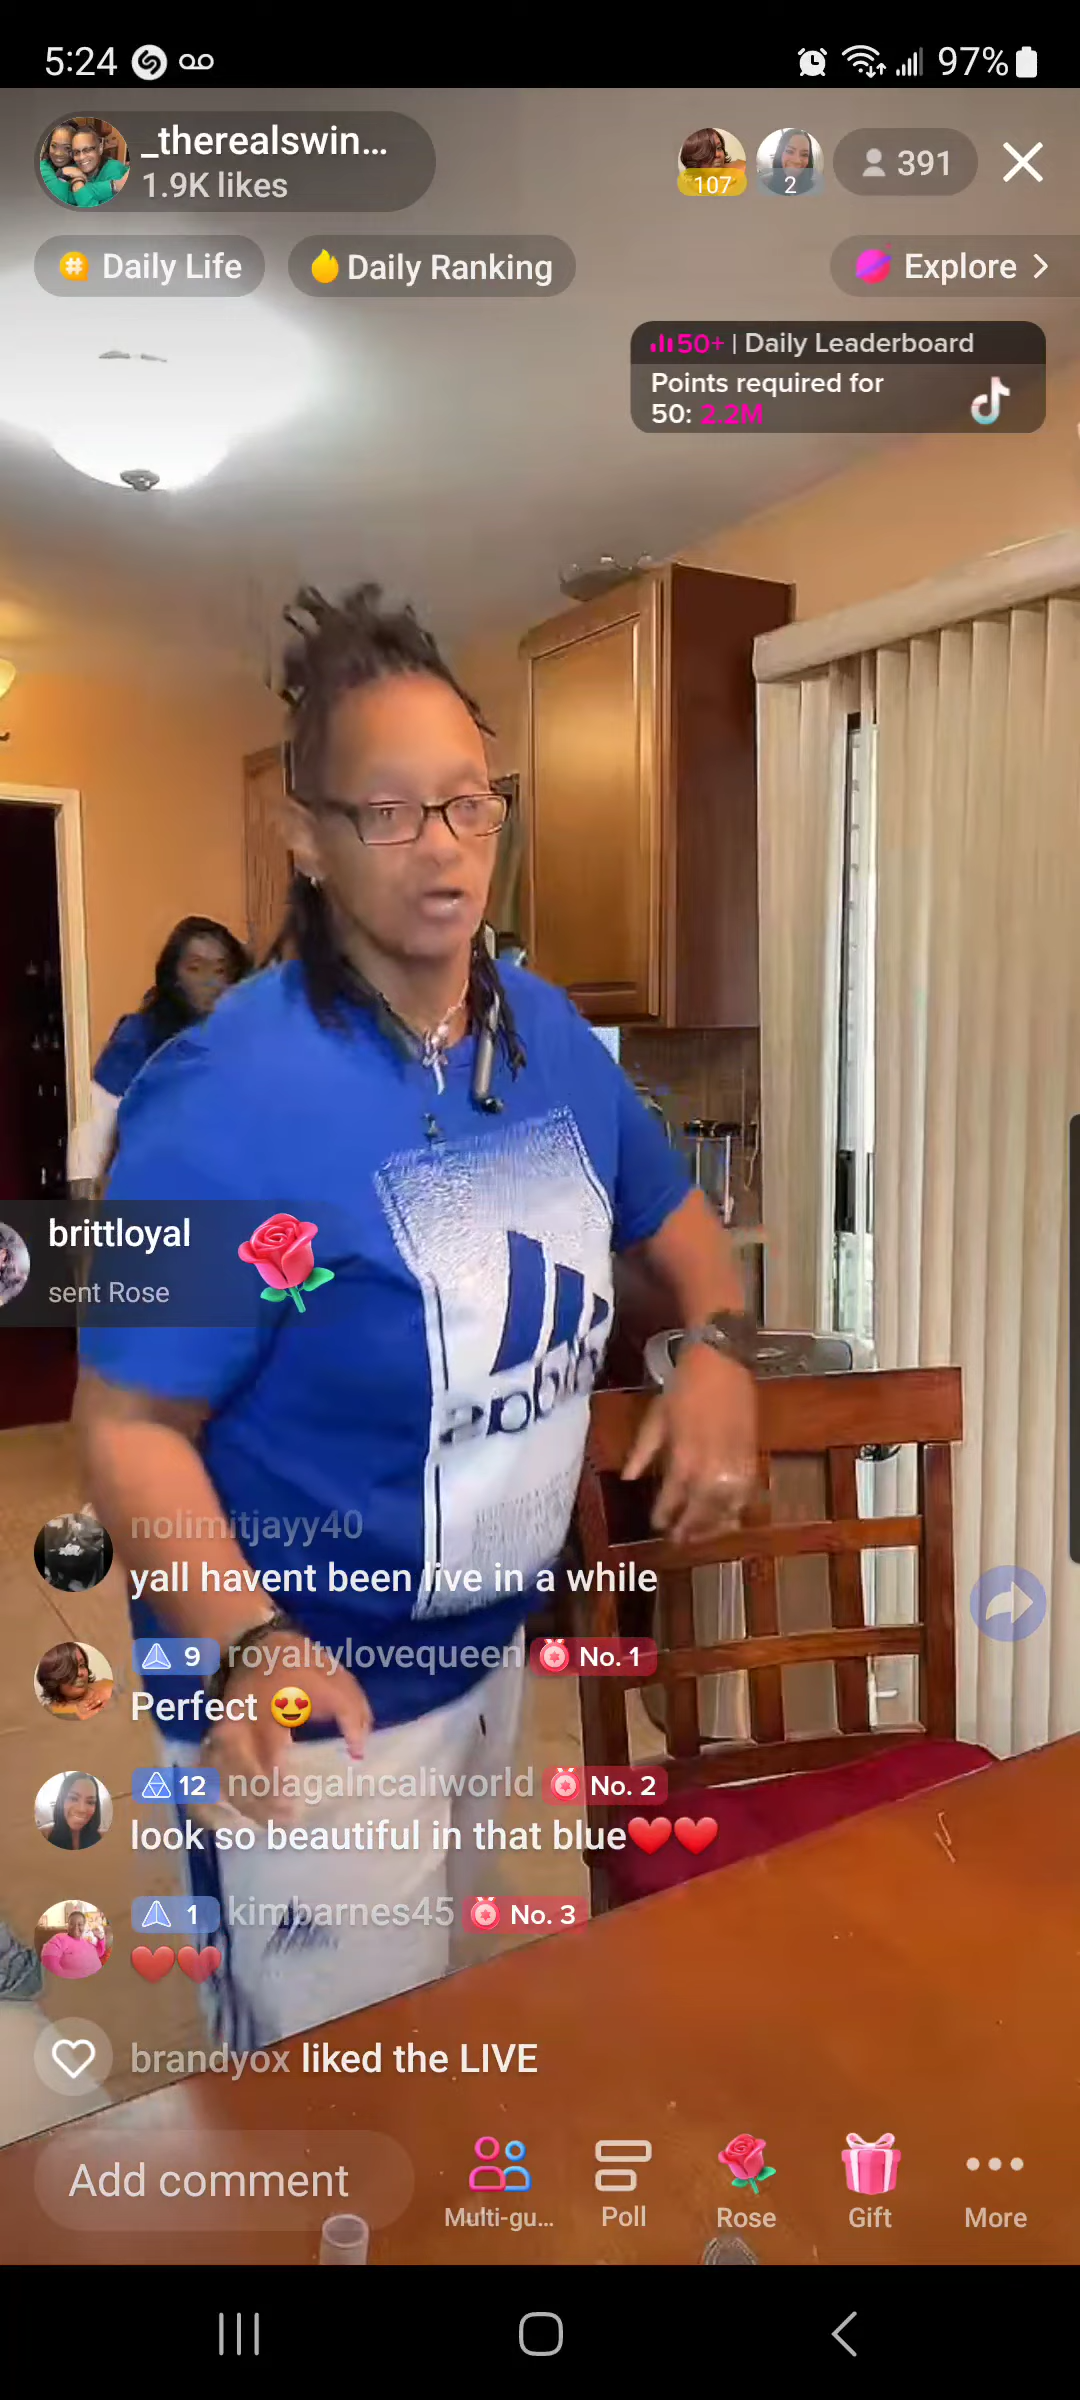 5:24
97%
_therealswin...
1.9K likes
107
2
391
Daily Life
Daily Ranking
Explore
50+ | Daily Leaderboard
Points required for
50: 2.2M
adidas
brittloyal
sent Rose
nolimitjayy40
yall havent been live in a while
9 royaltylovequeen No. 1
Perfect 😍
12 nolagalncaliworld No. 2
look so beautiful in that blue❤️❤️
1 kimbarnes45 No. 3
❤️❤️
brandyox liked the LIVE
Add comment
Multi-gu...
Poll
Rose
Gift
More